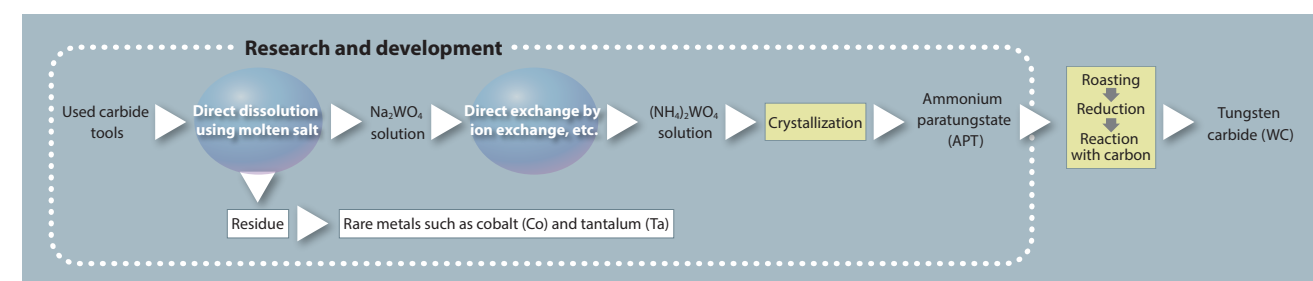 Research and development
Used carbide
tools
Direct dissolution
using molten salt
Na₂WO₄
solution
Direct exchange by
ion exchange, etc.
(NH₄)₂WO₄
solution
Crystallization
Ammonium
paratungstate
(APT)
Roasting
Reduction
Reaction
with carbon
Tungsten
carbide (WC)
Residue
Rare metals such as cobalt (Co) and tantalum (Ta)